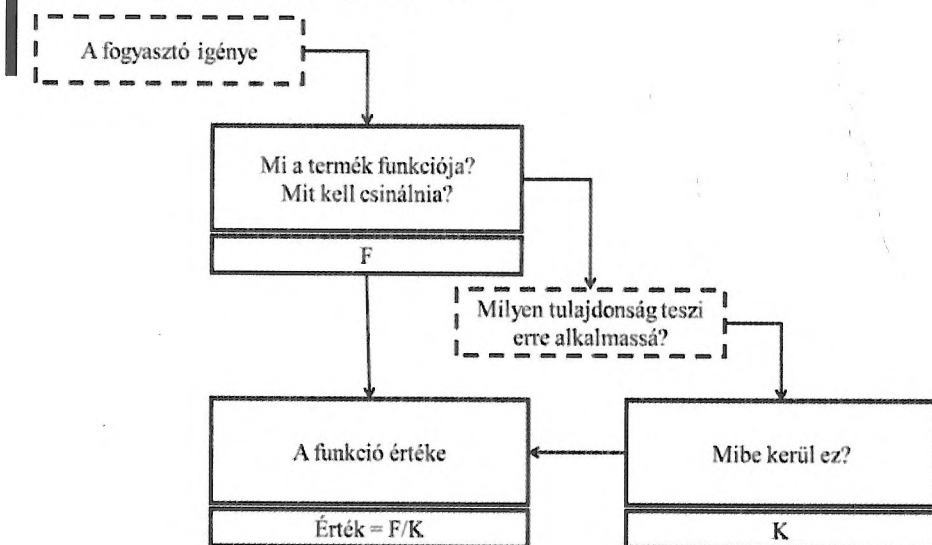 A fogyasztó igénye
Mi a termék funkciója?
Mit kell csinálnia?
F
Milyen tulajdonság teszi
erre alkalmassá?
A funkció értéke
Érték = F/K
Mibe kerül ez?
K